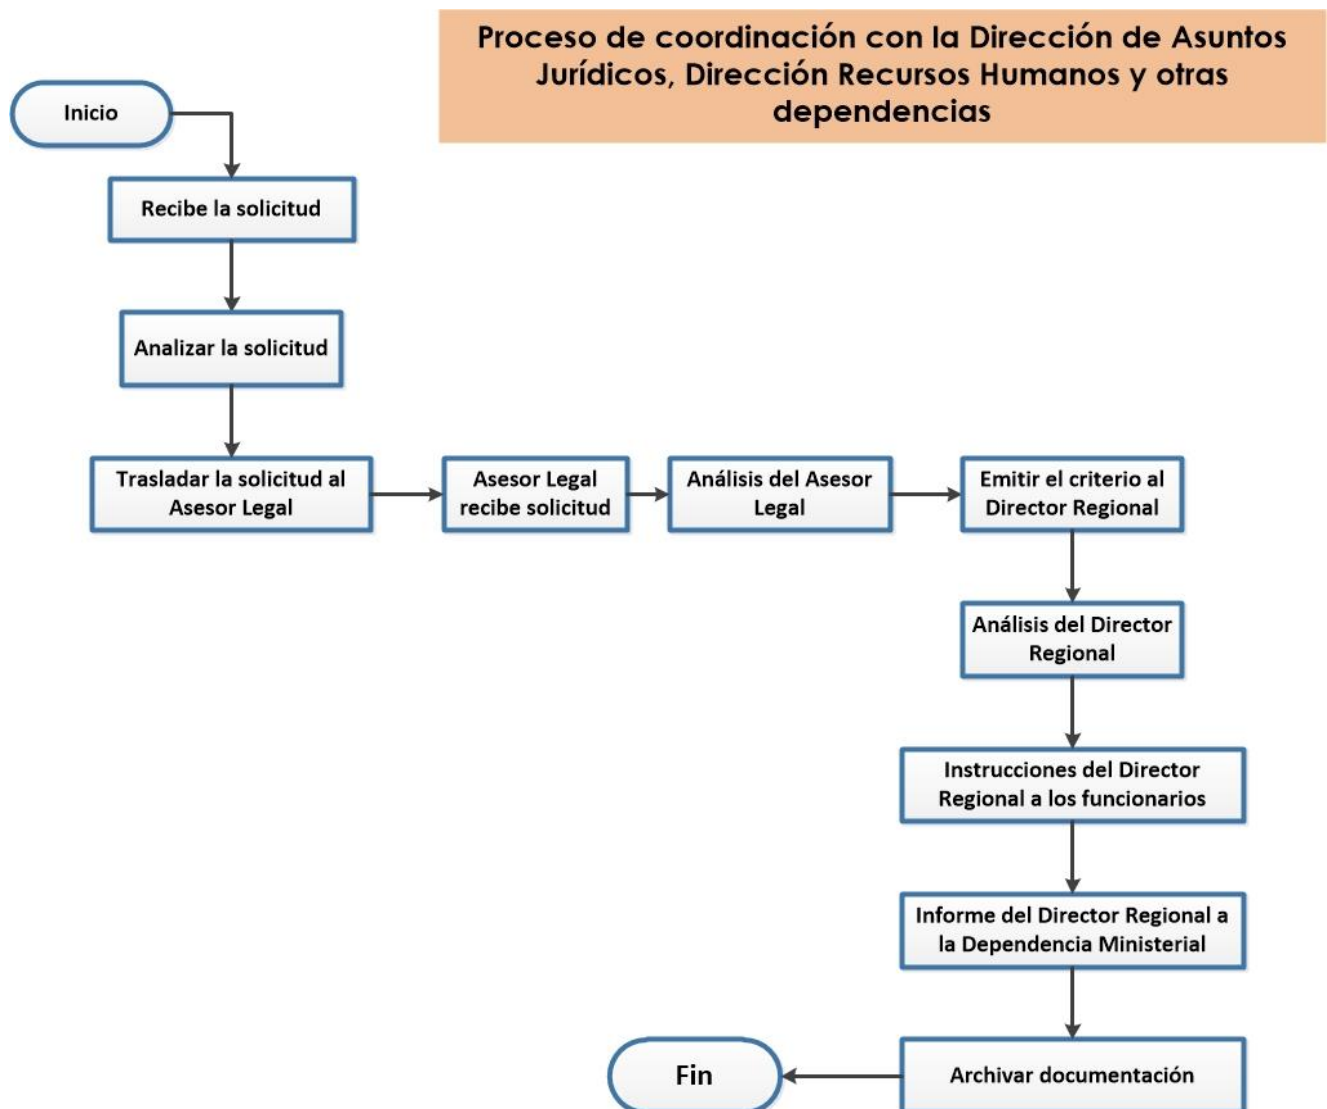 Proceso de coordinación con la Dirección de Asuntos
Jurídicos, Dirección Recursos Humanos y otras
dependencias
Inicio
Recibe la solicitud
Analizar la solicitud
Trasladar la solicitud al
Asesor Legal
Asesor Legal
recibe solicitud
Análisis del Asesor
Legal
Emitir el criterio al
Director Regional
Análisis del Director
Regional
Instrucciones del Director
Regional a los funcionarios
Informe del Director Regional a
la Dependencia Ministerial
Archivar documentación
Fin